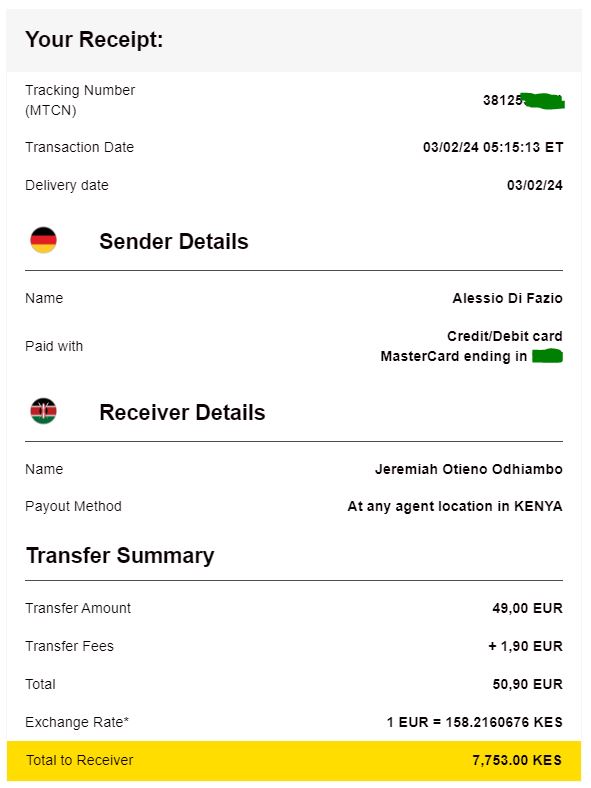 Your Receipt:
Tracking Number
(MTCN)
38125
Transaction Date
03/02/24 05:15:13 ET
Delivery date
03/02/24
Sender Details
Name
Alessio Di Fazio
Paid with
Credit/Debit card
MasterCard ending in
Receiver Details
Name
Jeremiah Otieno Odhiambo
Payout Method
At any agent location in KENYA
Transfer Summary
Transfer Amount
49,00 EUR
Transfer Fees
+ 1,90 EUR
Total
50,90 EUR
Exchange Rate*
1 EUR = 158.2160676 KES
Total to Receiver
7,753.00 KES